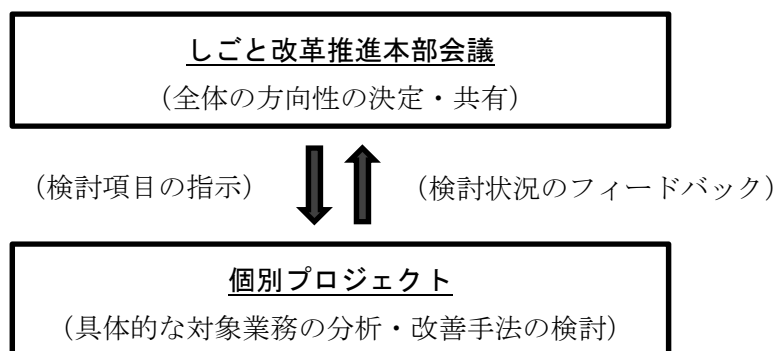 しごと改革推進本部会議
（全体の方向性の決定・共有）
（検討項目の指示）
（検討状況のフィードバック）
個別プロジェクト
（具体的な対象業務の分析・改善手法の検討）